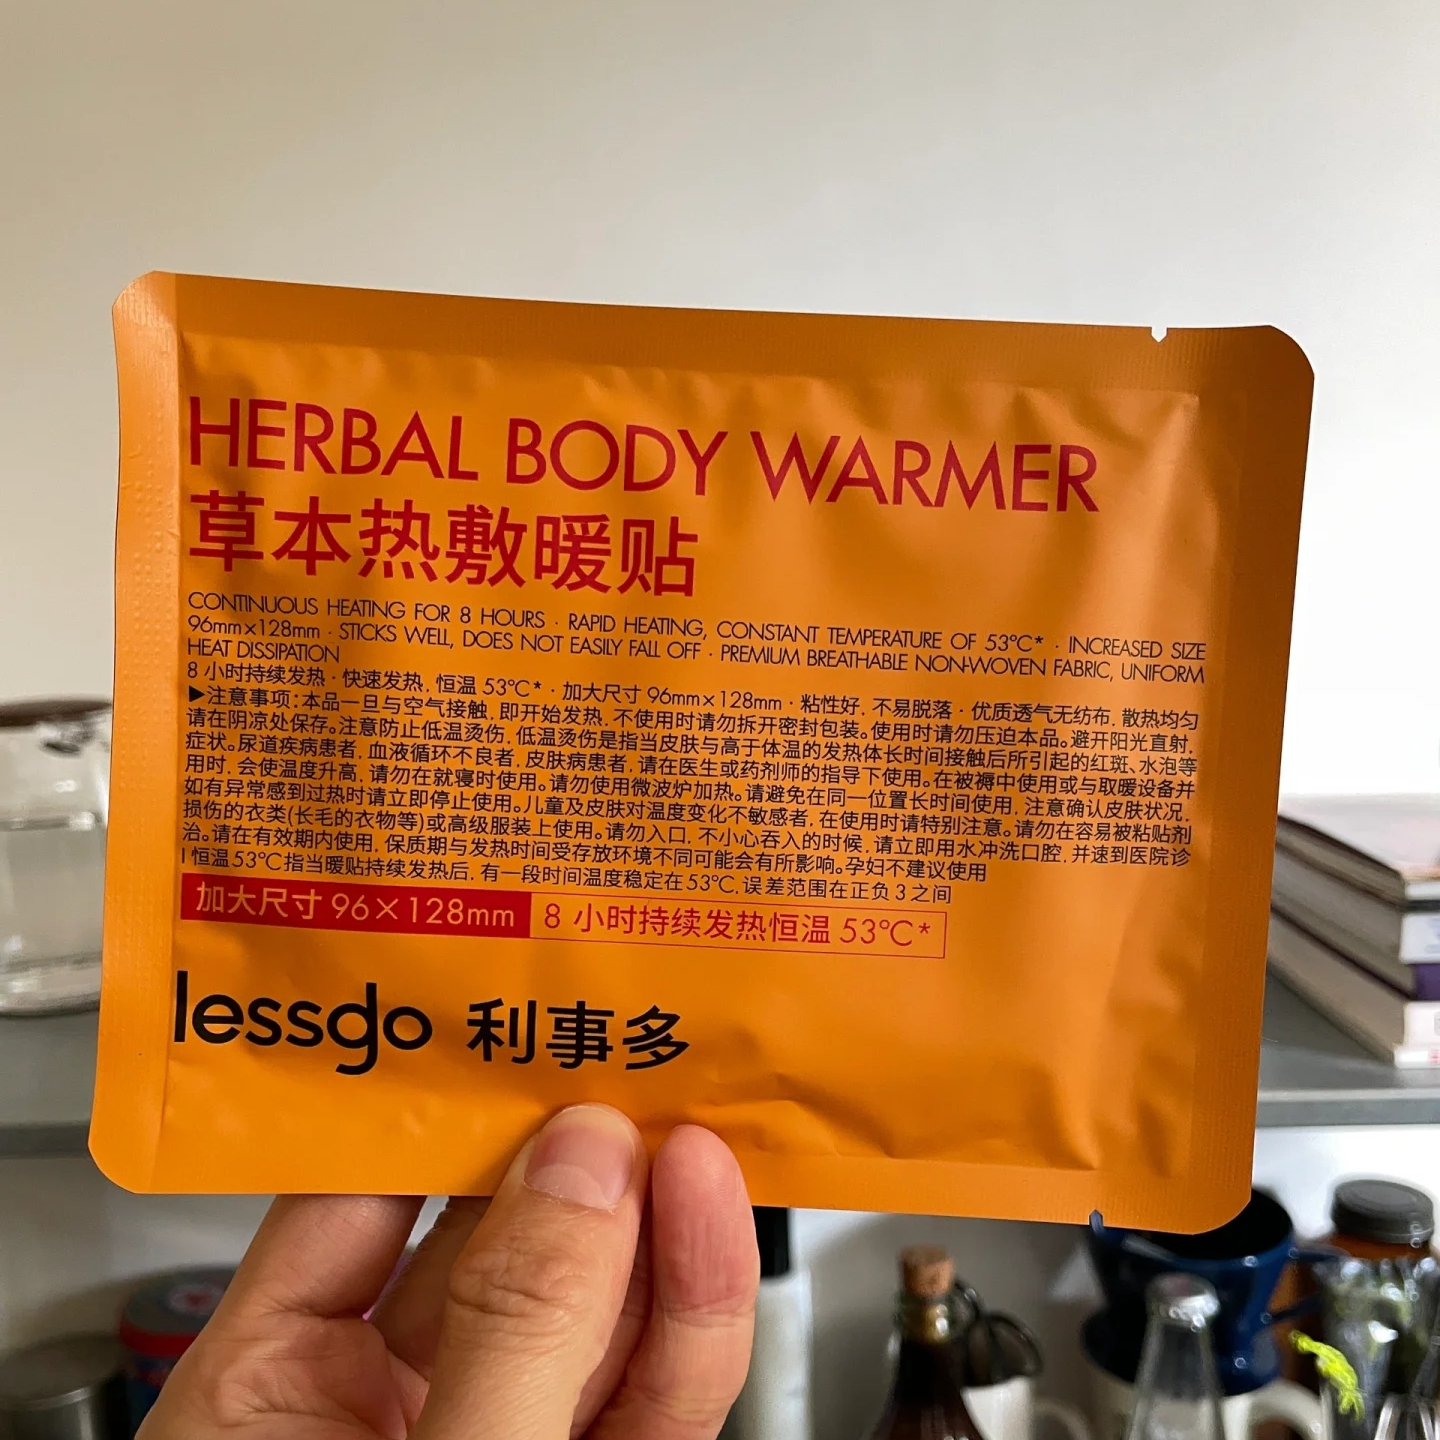 HERBAL BODY WARMER
草本热敷暖贴
CONTINUOUS HEATING FOR 8 HOURS · RAPID HEATING, CONSTANT TEMPERATURE OF 53°C* · INCREASED SIZE
96mm×128mm · STICKS WELL, DOES NOT EASILY FALL OFF · PREMIUM BREATHABLE NON-WOVEN FABRIC, UNIFORM
HEAT DISSIPATION
8 小时持续发热 · 快速发热, 恒温 53°C* · 加大尺寸 96mm×128mm · 粘性好, 不易脱落 · 优质透气无纺布, 散热均匀
▶注意事项:本品一旦与空气接触, 即开始发热, 不使用时请勿拆开密封包装。使用时请勿压迫本品。避开阳光直射,
请在阴凉处保存。注意防止低温烫伤, 低温烫伤是指当皮肤与高于体温的发热体长时间接触后所引起的红斑、水泡等
症状。尿道疾病患者, 血液循环不良者, 皮肤病患者, 请在医生或药剂师的指导下使用。在被褥中使用或与取暖设备并
用时, 会使温度升高, 请勿在就寝时使用。请勿使用微波炉加热。请避免在同一位置长时间使用, 注意确认皮肤状况,
如有异常感到过热时请立即停止使用。儿童及皮肤对温度变化不敏感者, 在使用时请特别注意。请勿在容易被粘贴剂
损伤的衣类(长毛的衣物等)或高级服装上使用。请勿入口, 不小心吞入的时候, 请立即用水冲洗口腔, 并速到医院诊
治。请在有效期内使用, 保质期与发热时间受存放环境不同可能会有所影响。孕妇不建议使用
| 恒温53°C指当暖贴持续发热后, 有一段时间温度稳定在53°C, 误差范围在正负 3 之间
加大尺寸 96×128mm 8 小时持续发热恒温 53°C*
lessgo 利事多